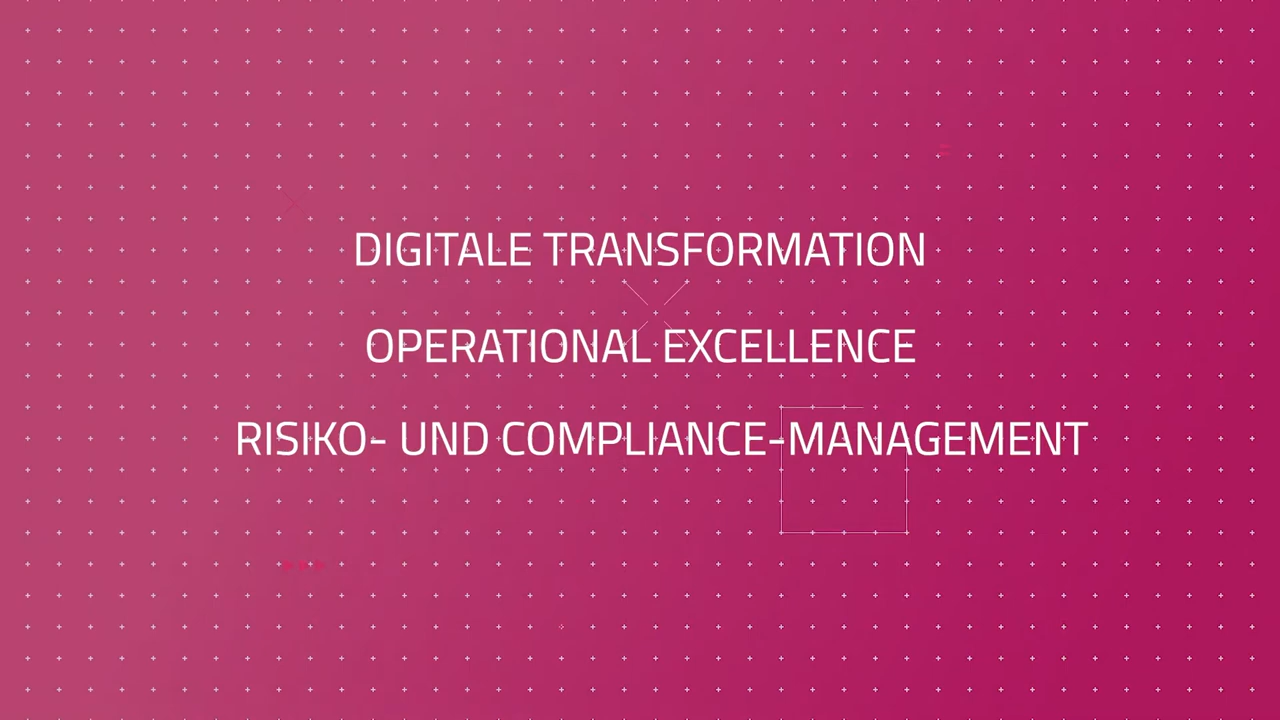 DIGITALE TRANSFORMATION
OPERATIONAL EXCELLENCE
RISIKO- UND COMPLIANCE-MANAGEMENT